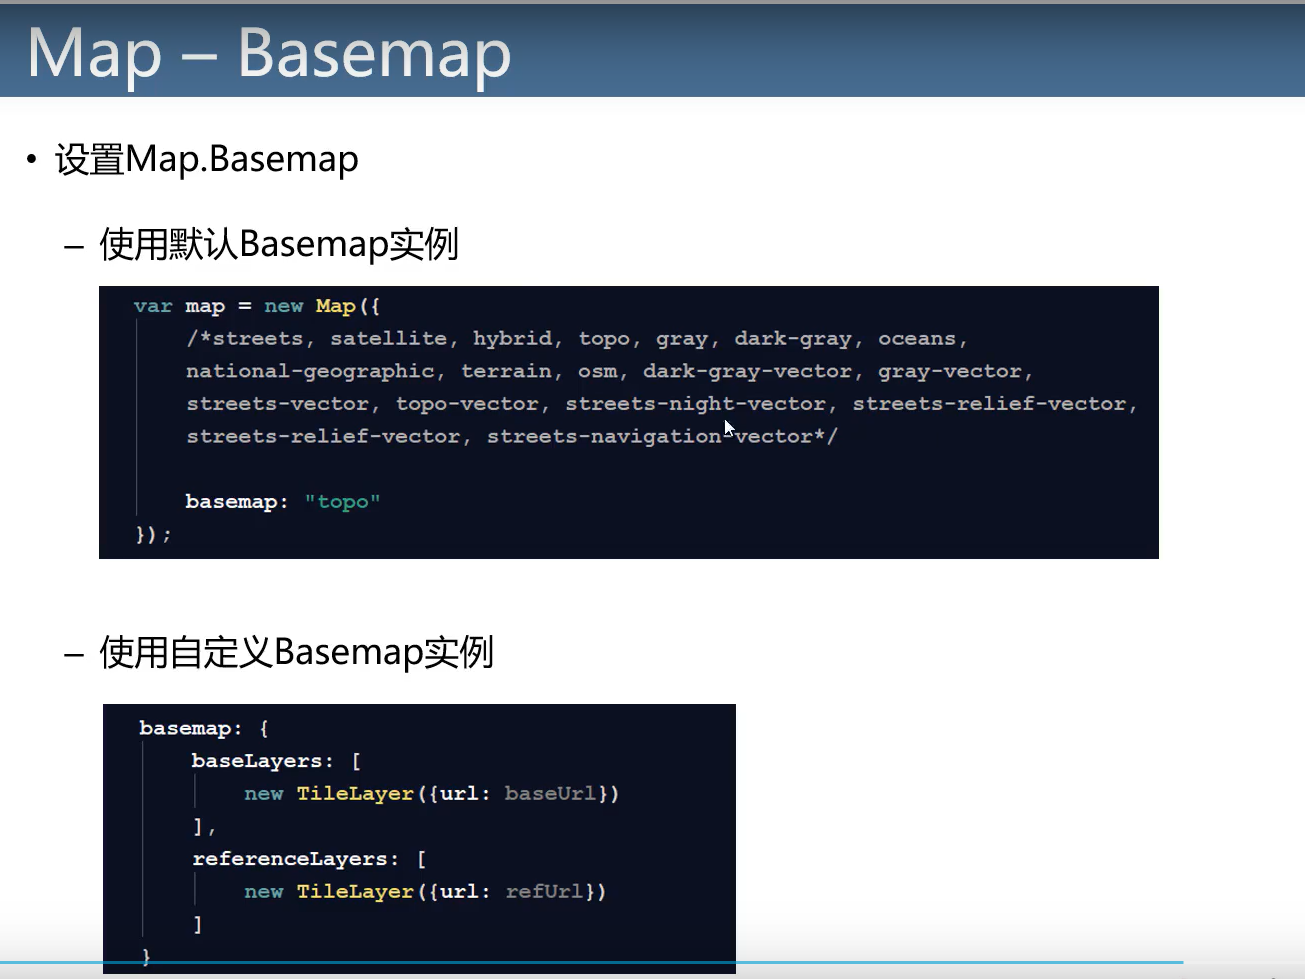 Map – Basemap
• 设置Map.Basemap
– 使用默认Basemap实例
var map = new Map({
/*streets, satellite, hybrid, topo, gray, dark-gray, oceans,
national-geographic, terrain, osm, dark-gray-vector, gray-vector,
streets-vector, topo-vector, streets-night-vector, streets-relief-vector,
streets-relief-vector, streets-navigation-vector*/
basemap: "topo"
});
– 使用自定义Basemap实例
basemap: {
baseLayers: [
new TileLayer({url: baseUrl})
],
referenceLayers: [
new TileLayer({url: refUrl})
]
}